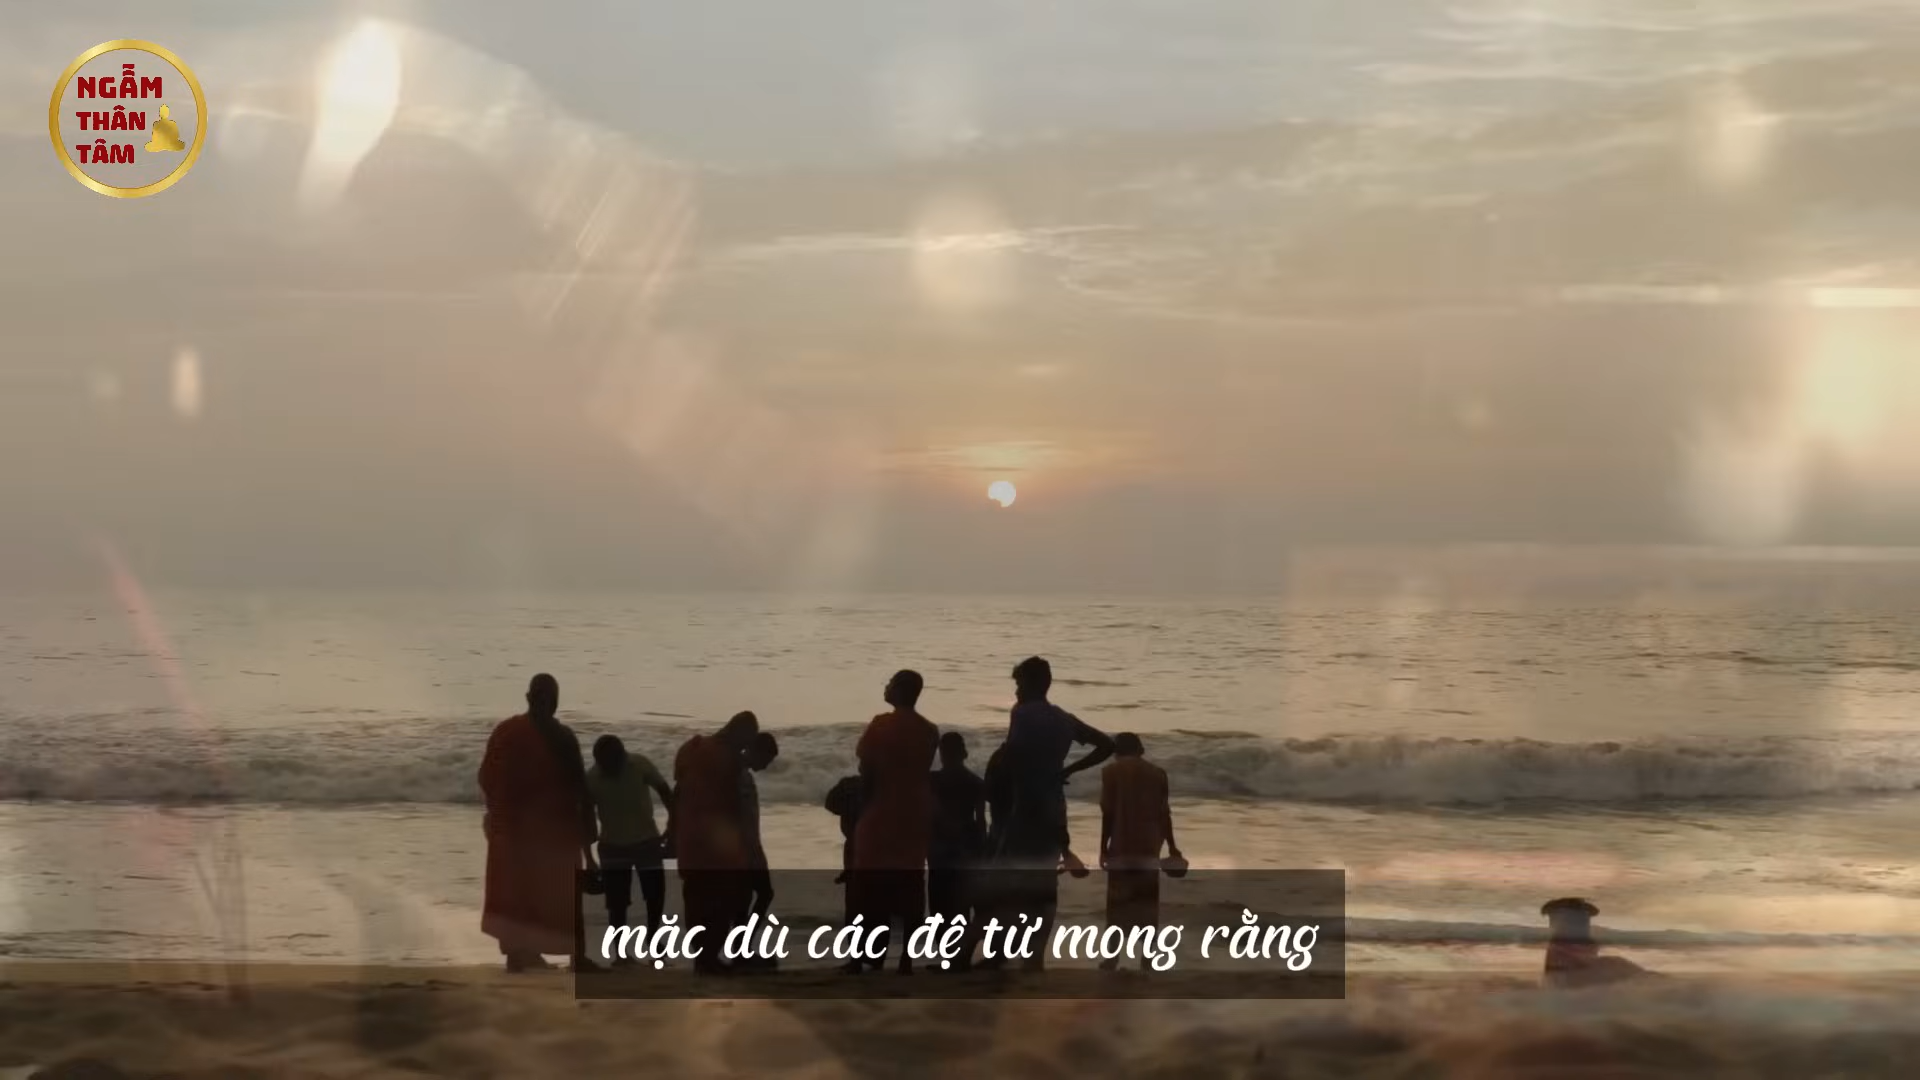 NGẪM
THÂN
TÂM
mặc dù các đệ tử mong rằng